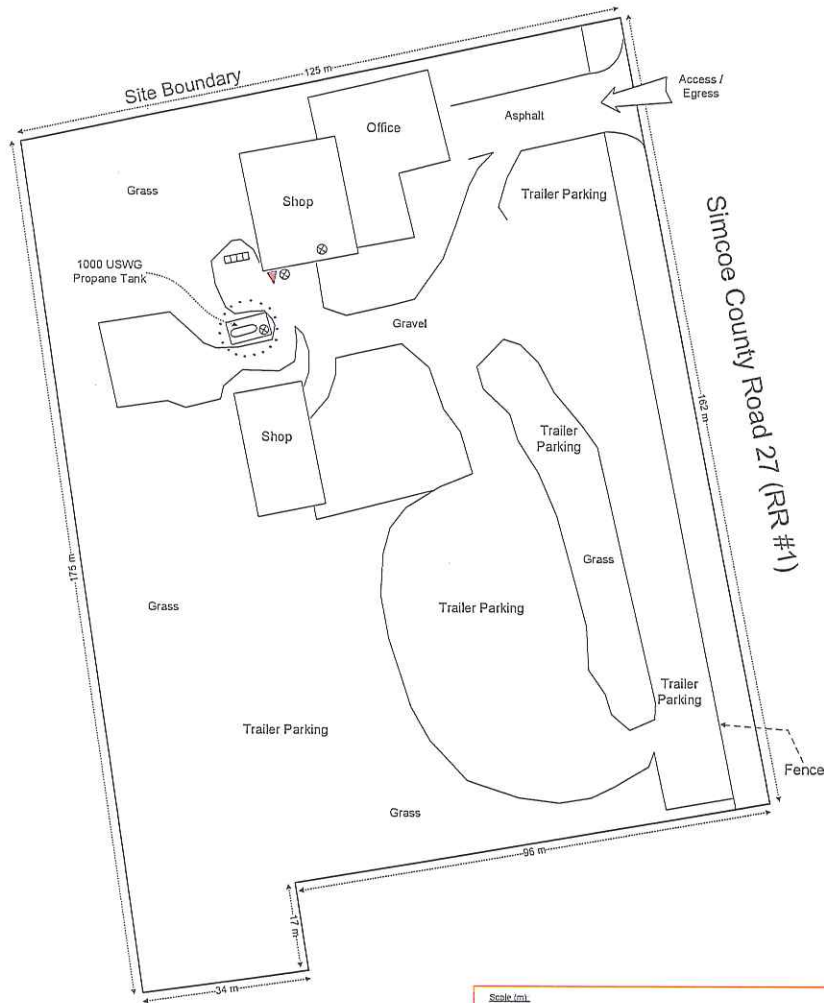 Site Boundary
125 m
Access /
Egress
Asphalt
Office
Grass
Shop
Trailer Parking
1000 USWG
Propane Tank
Gravel
Simcoe County Road 27 (RR #1)
162 m
Trailer
Parking
Shop
175 m
Grass
Grass
Trailer Parking
Trailer
Parking
Trailer Parking
Fence
Grass
96 m
17 m
34 m
Scale (m):